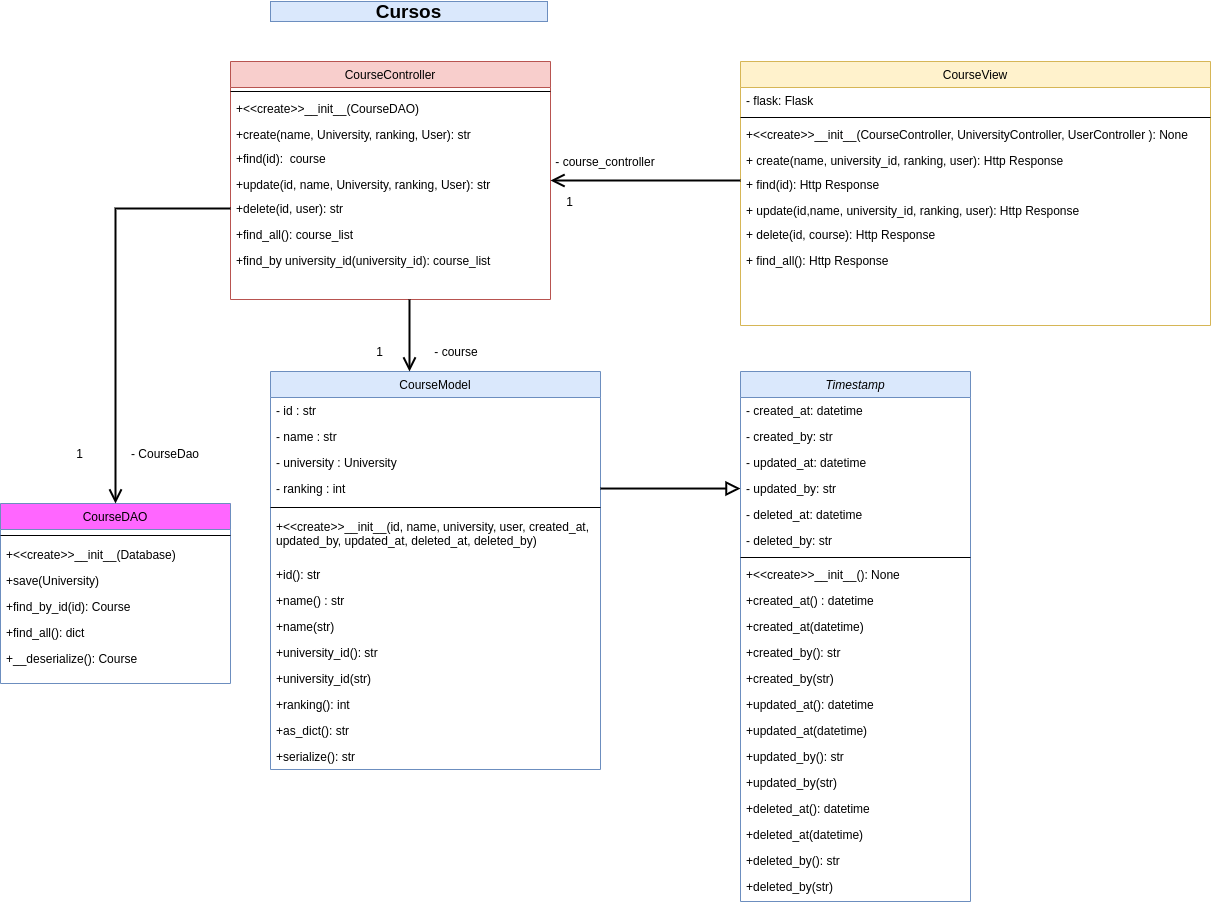 Cursos
CourseController
+<<create>>__init__(CourseDAO)
+create(name, University, ranking, User): str
+find(id):  course
+update(id, name, University, ranking, User): str
+delete(id, user): str
+find_all(): course_list
+find_by university_id(university_id): course_list
- course_controller
1
CourseView
- flask: Flask
+<<create>>__init__(CourseController, UniversityController, UserController ): None
+ create(name, university_id, ranking, user): Http Response
+ find(id): Http Response
+ update(id,name, university_id, ranking, user): Http Response
+ delete(id, course): Http Response
+ find_all(): Http Response
1
- course
1
- CourseDao
CourseDAO
+<<create>>__init__(Database)
+save(University)
+find_by_id(id): Course
+find_all(): dict
+__deserialize(): Course
CourseModel
- id : str
- name : str
- university : University
- ranking : int
+<<create>>__init__(id, name, university, user, created_at,
updated_by, updated_at, deleted_at, deleted_by)
+id(): str
+name() : str
+name(str)
+university_id(): str
+university_id(str)
+ranking(): int
+as_dict(): str
+serialize(): str
Timestamp
- created_at: datetime
- created_by: str
- updated_at: datetime
- updated_by: str
- deleted_at: datetime
- deleted_by: str
+<<create>>__init__(): None
+created_at() : datetime
+created_at(datetime)
+created_by(): str
+created_by(str)
+updated_at(): datetime
+updated_at(datetime)
+updated_by(): str
+updated_by(str)
+deleted_at(): datetime
+deleted_at(datetime)
+deleted_by(): str
+deleted_by(str)